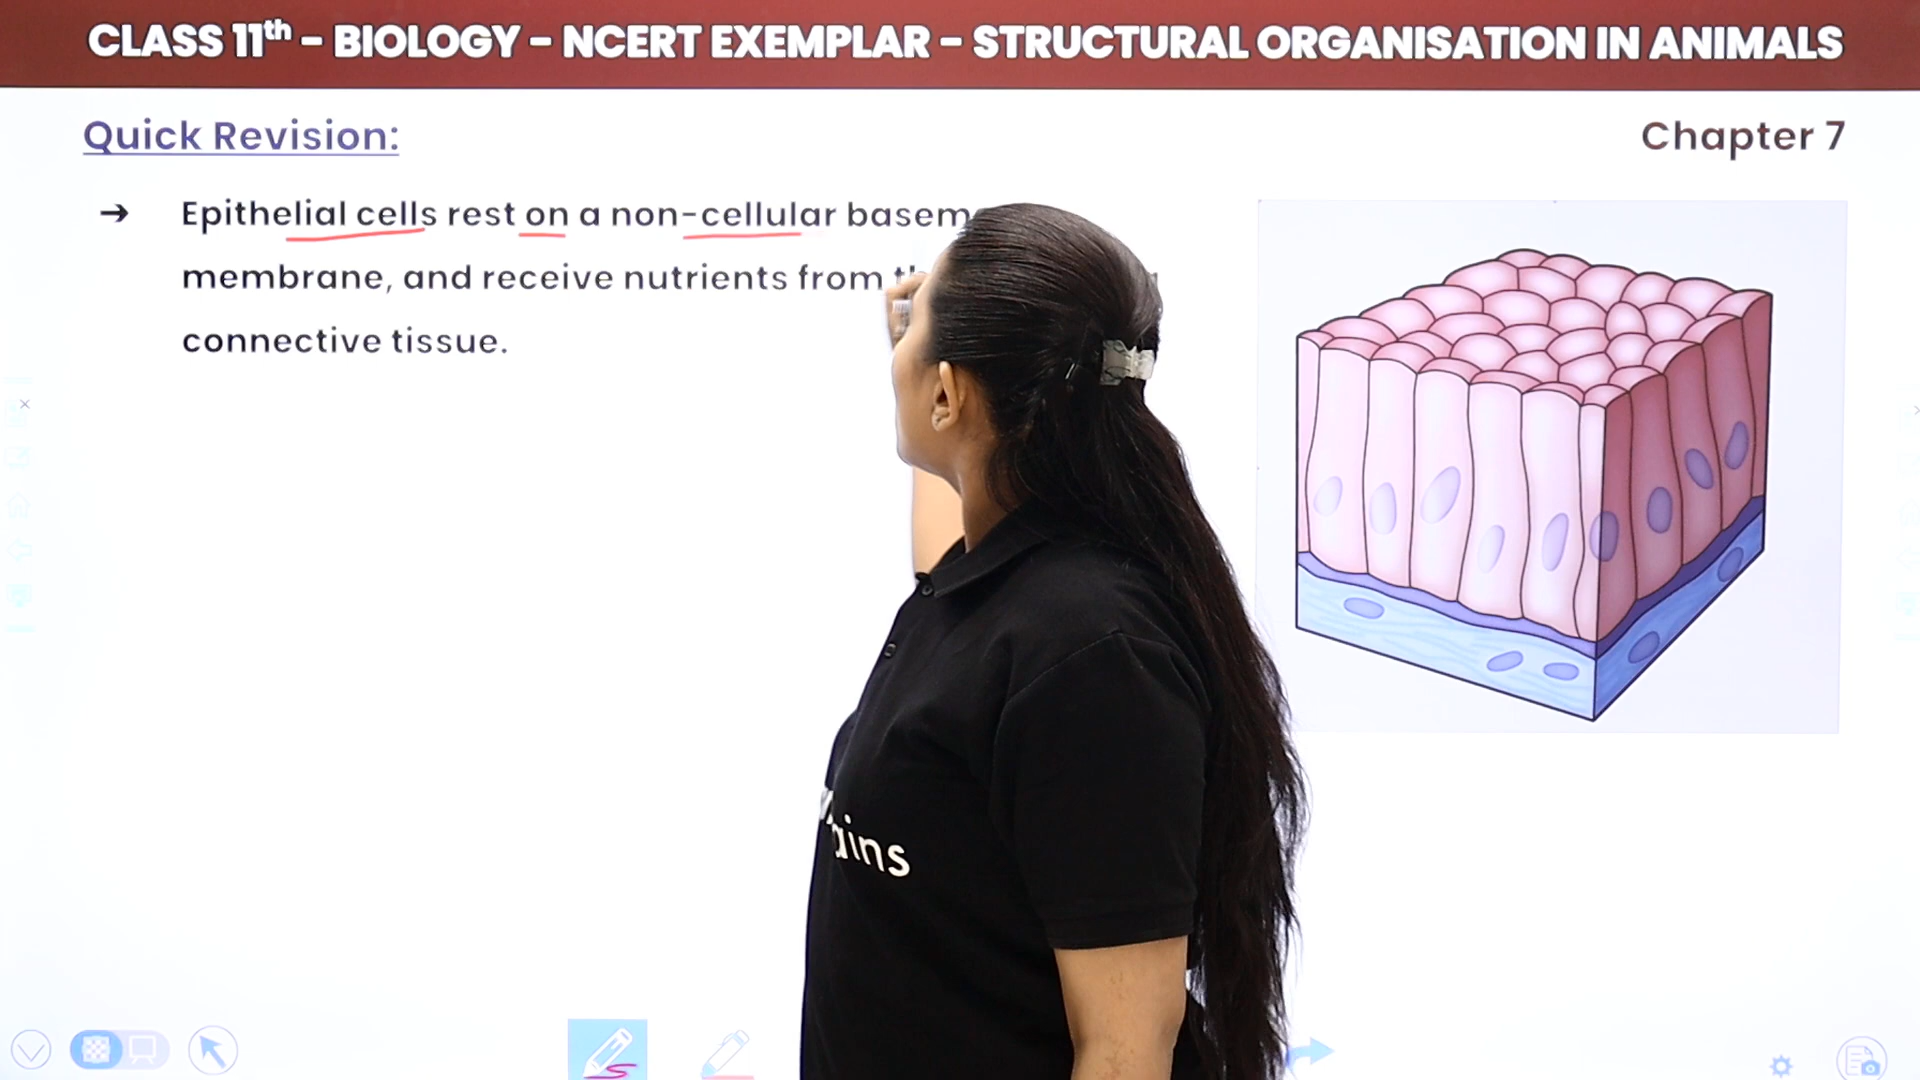 CLASS 11th – BIOLOGY – NCERT EXEMPLAR – STRUCTURAL ORGANISATION IN ANIMALS
Quick Revision:
Chapter 7
➔ Epithelial cells rest on a non-cellular basem
membrane, and receive nutrients from
connective tissue.
ains